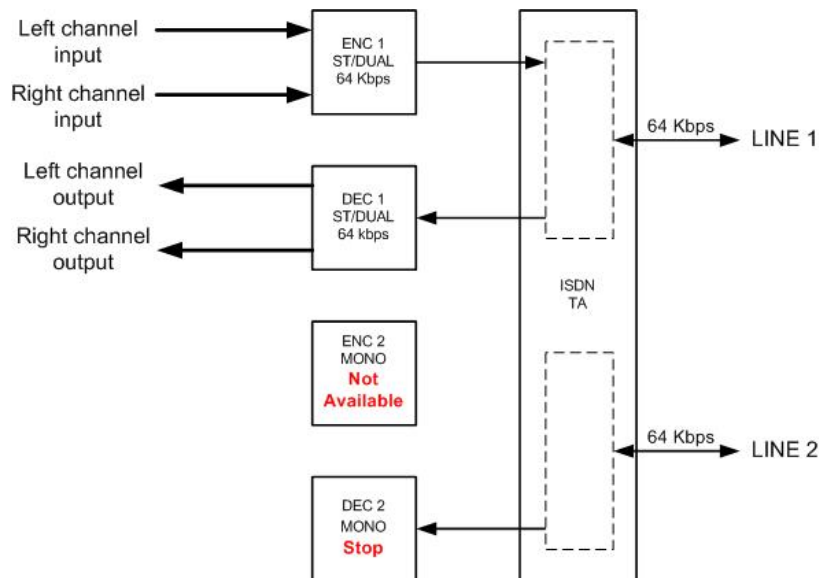 Left channel
input
Right channel
input
ENC 1
ST/DUAL
64 Kbps
64 Kbps
LINE 1
Left channel
output
Right channel
output
DEC 1
ST/DUAL
64 kbps
ISDN
TA
ENC 2
MONO
Not
Available
64 Kbps
LINE 2
DEC 2
MONO
Stop